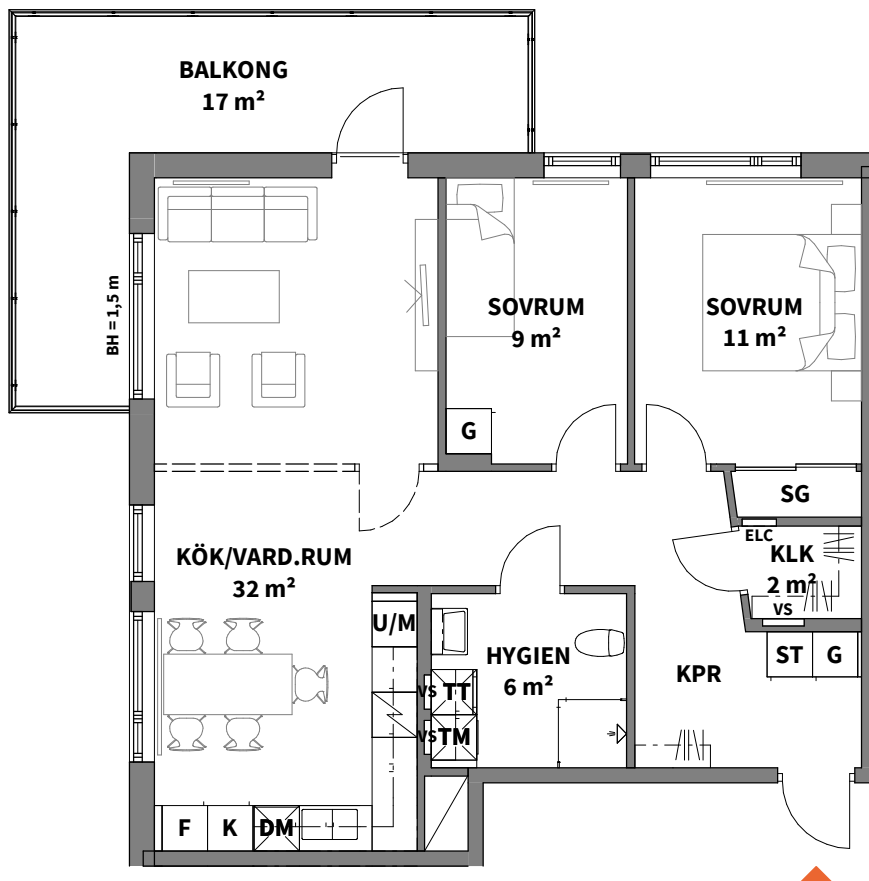 BALKONG
17 m²
BH = 1,5 m
SOVRUM
9 m²
SOVRUM
11 m²
G
SG
ELC
KLK
2 m²
VS
KÖK/VARD.RUM
32 m²
U/M
HYGIEN
6 m²
VS TT
VS TM
KPR
ST G
F K DM